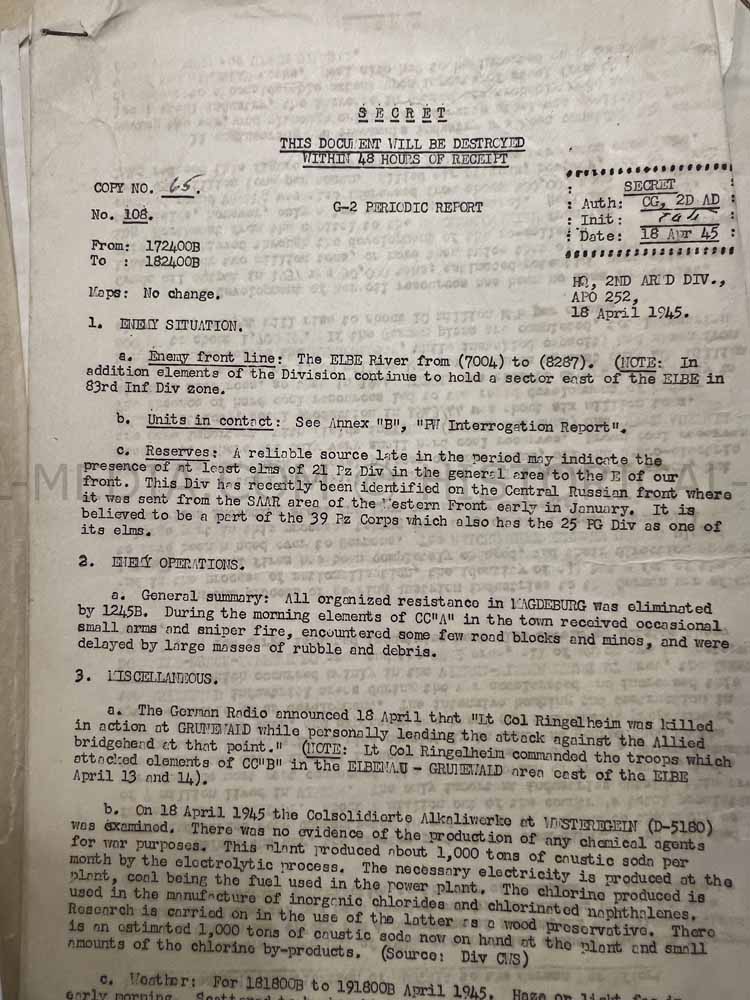 SECRET
THIS DOCUMENT WILL BE DESTROYED
WITHIN 48 HOURS OF RECEIPT
COPY NO. 65.
No. 108.
G-2 PERIODIC REPORT
SECRET
: Auth: CG, 2D AD :
: Init: :
: Date: 18 Apr 45 :
From: 172400B
To : 182400B
Maps: No change.
HQ, 2ND ARM'D DIV.,
APO 252,
18 April 1945.
1. ENEMY SITUATION.
a. Enemy front line: The ELBE River from (7004) to (8287). (NOTE: In
addition elements of the Division continue to hold a sector east of the ELBE in
83rd Inf Div zone.
b. Units in contact: See Annex "B", "PW Interrogation Report".
c. Reserves: A reliable source late in the period may indicate the
presence of at least elms of 21 Pz Div in the general area to the E of our
front. This Div has recently been identified on the Central Russian front where
it was sent from the SAAR area of the Western Front early in January. It is
believed to be a part of the 39 Pz Corps which also has the 25 PG Div as one of
its elms.
2. ENEMY OPERATIONS.
a. General summary: All organized resistance in MAGDEBURG was eliminated
by 1245B. During the morning elements of CC"A" in the town received occasional
small arms and sniper fire, encountered some few road blocks and mines, and were
delayed by large masses of rubble and debris.
3. MISCELLANEOUS.
a. The German Radio announced 18 April that "Lt Col Ringelheim was killed
in action at GRUNEWALD while personally leading the attack against the Allied
bridgehead at that point." (NOTE: Lt Col Ringelheim commanded the troops which
attacked elements of CC"B" in the ELBENAU - GRUNEWALD area east of the ELBE
April 13 and 14).
b. On 18 April 1945 the Colsolidierte Alkaliwerke at WESTEREGELN (D-5180)
was examined. There was no evidence of the production of any chemical agents
for war purposes. This plant produced about 1,000 tons of caustic soda per
month by the electrolytic process. The necessary electricity is produced at the
plant, coal being the fuel used in the power plant. The chlorine produced is
used in the manufacture of inorganic chlorides and chlorinated naphthalenes.
Research is carried on in the use of the latter as a wood preservative. There
is an estimated 1,000 tons of caustic soda now on hand at the plant and small
amounts of the chlorine by-products. (Source: Div CWS)
c. Weather: For 181800B to 191800B April 1945. Haze or light
early morning. Scattered